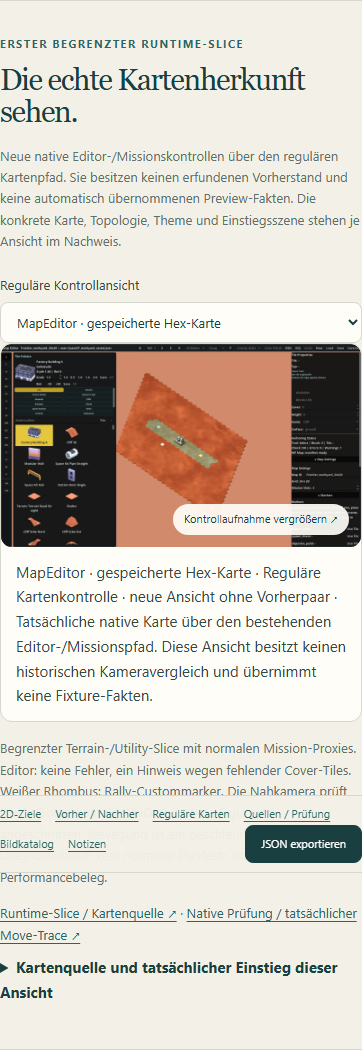 ERSTER BEGRENZTER RUNTIME-SLICE
Die echte Kartenherkunft
sehen.
Neue native Editor-/Missionskontrollen über den regulären
Kartenpfad. Sie besitzen keinen erfundenen Vorherstand und
keine automatisch übernommenen Preview-Fakten. Die
konkrete Karte, Topologie, Theme und Einstiegsszene stehen je
Ansicht im Nachweis.
Reguläre Kontrollansicht
MapEditor · gespeicherte Hex-Karte
Kontrollaufnahme vergrößern ↗
MapEditor · gespeicherte Hex-Karte · Reguläre
Kartenkontrolle · neue Ansicht ohne Vorherpaar ·
Tatsächliche native Karte über den bestehenden
Editor-/Missionspfad. Diese Ansicht besitzt keinen
historischen Kameravergleich und übernimmt
keine Fixture-Fakten.
Begrenzter Terrain-/Utility-Slice mit normalen Mission-Proxies.
Editor: keine Fehler, ein Hinweis wegen fehlender Cover-Tiles.
Weißer Rhombus: Rally-Custommarker. Die Nahkamera prüft
2D-Ziele Vorher / Nachher Reguläre Karten Quellen / Prüfung
Bildkatalog Notizen JSON exportieren
Performancebeleg.
Runtime-Slice / Kartenquelle ↗ · Native Prüfung / tatsächlicher
Move-Trace ↗
▶ Kartenquelle und tatsächlicher Einstieg dieser
Ansicht